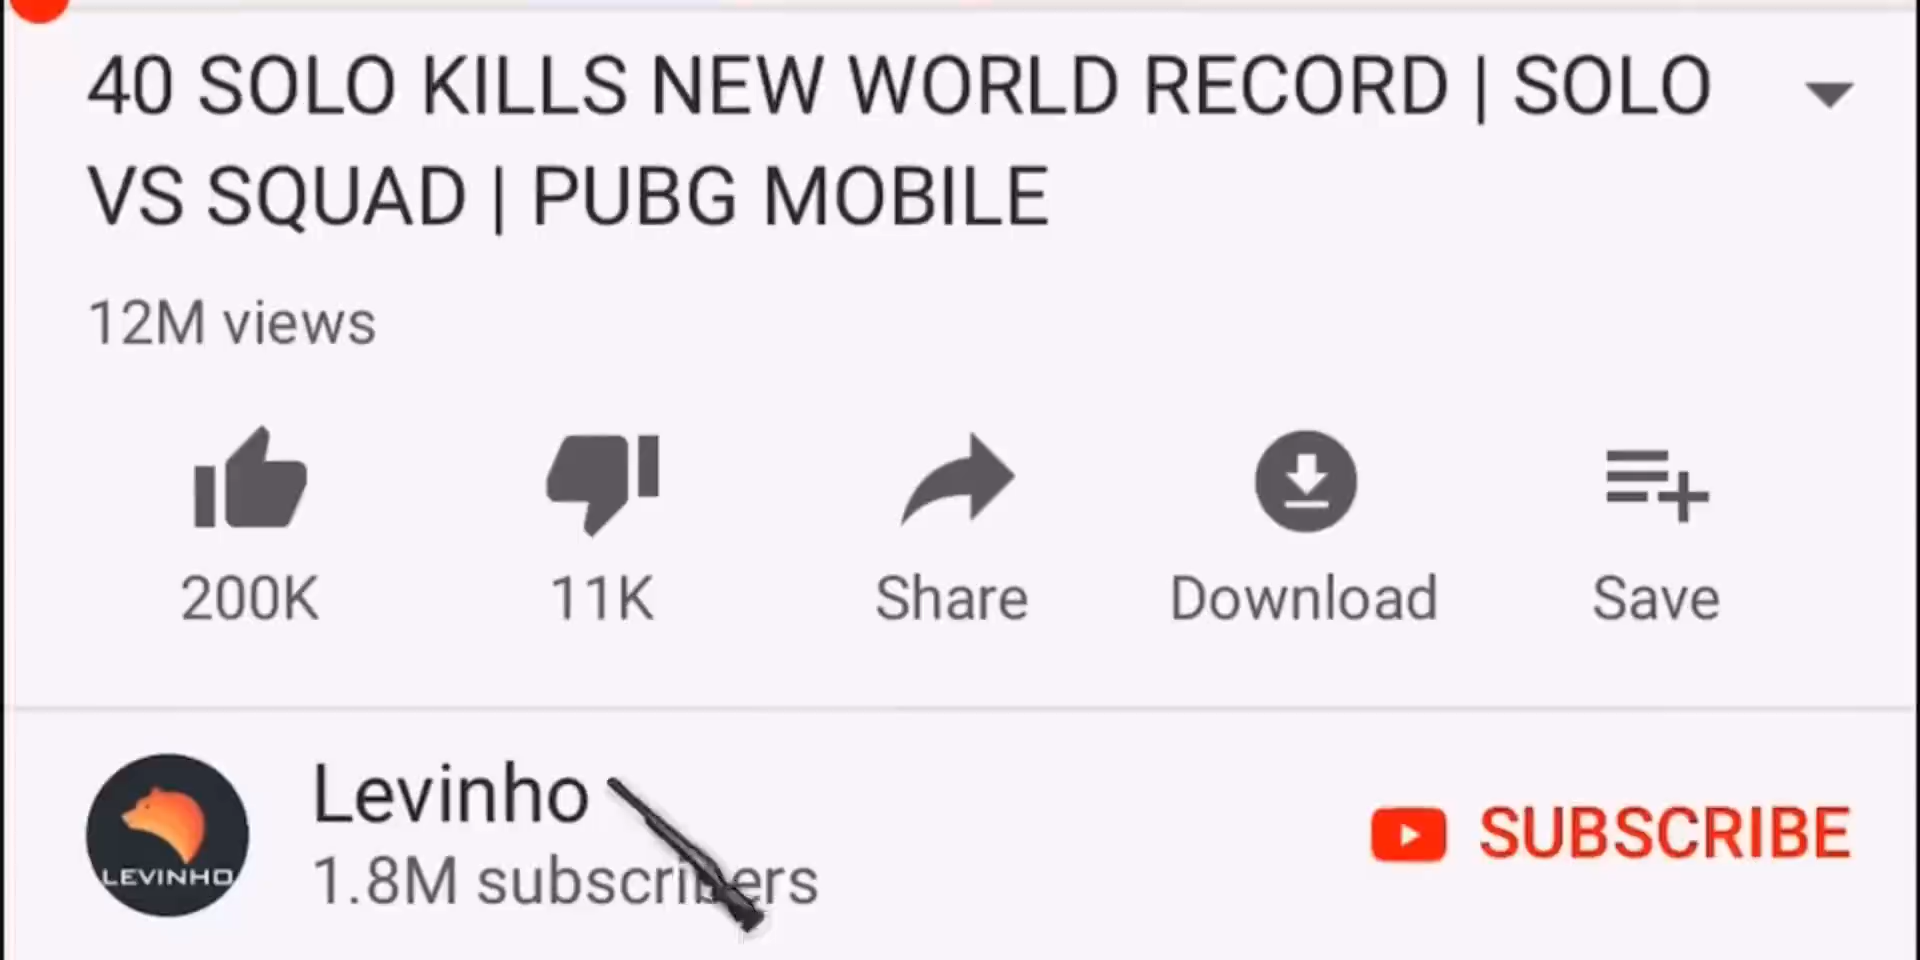 40 SOLO KILLS NEW WORLD RECORD | SOLO
VS SQUAD | PUBG MOBILE
12M views
200K
11K
Share
Download
Save
LEVINHO
Levinho
1.8M subscribers
SUBSCRIBE